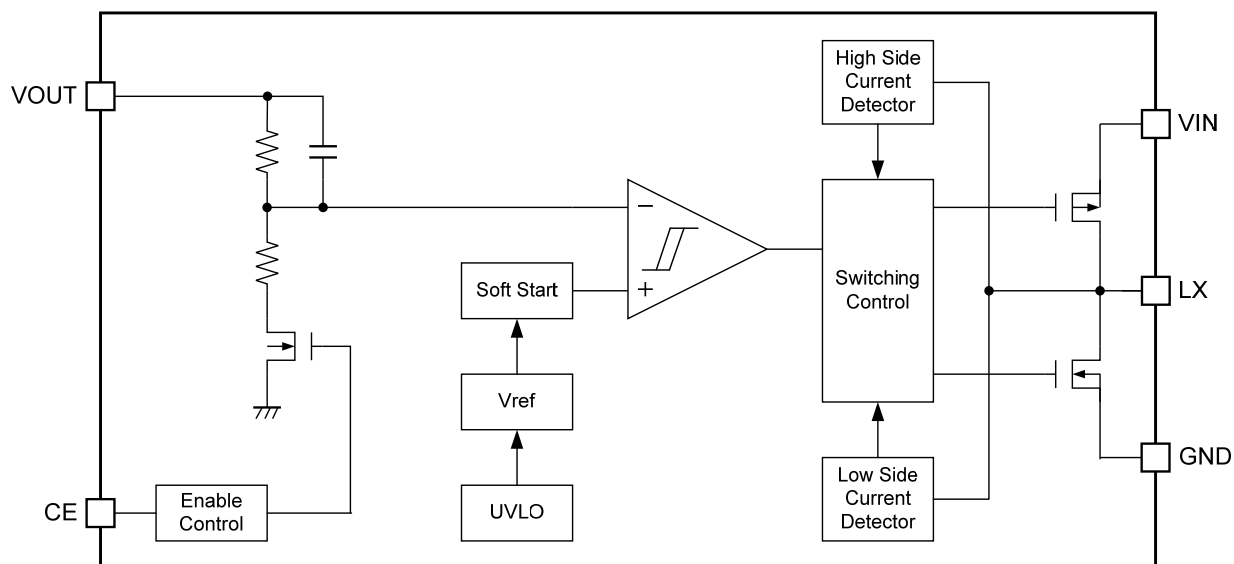 High Side
Current
Detector
VOUT
VIN
−
Soft Start
+
Switching
Control
LX
Vref
GND
CE
Enable
Control
UVLO
Low Side
Current
Detector